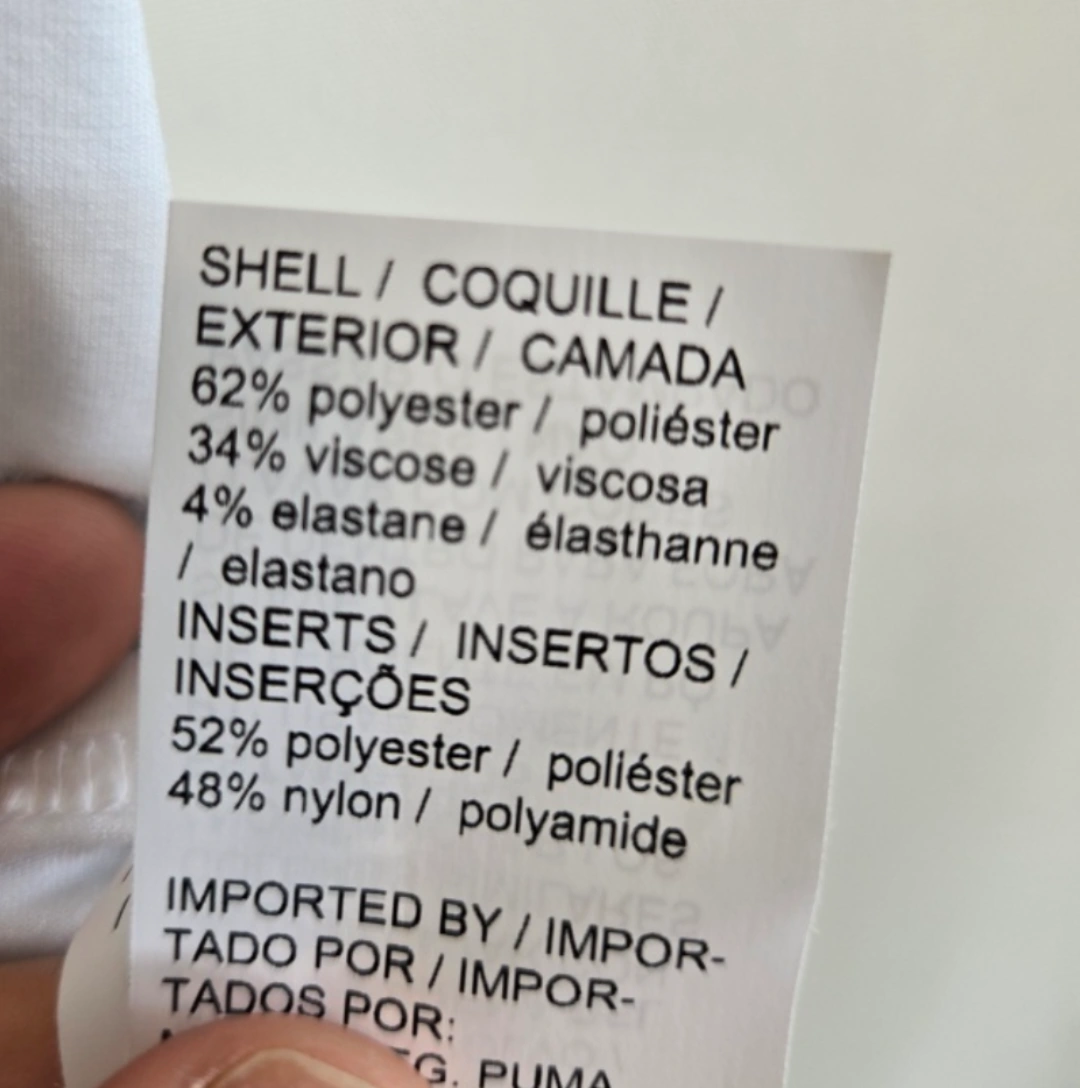 SHELL / COQUILLE /
EXTERIOR / CAMADA
62% polyester / poliéster
34% viscose / viscosa
4% elastane / élasthanne
/ elastano
INSERTS / INSERTOS /
INSERÇÕES
52% polyester / poliéster
48% nylon / polyamide
IMPORTED BY / IMPOR-
TADO POR / IMPOR-
TADOS POR:
PUMA